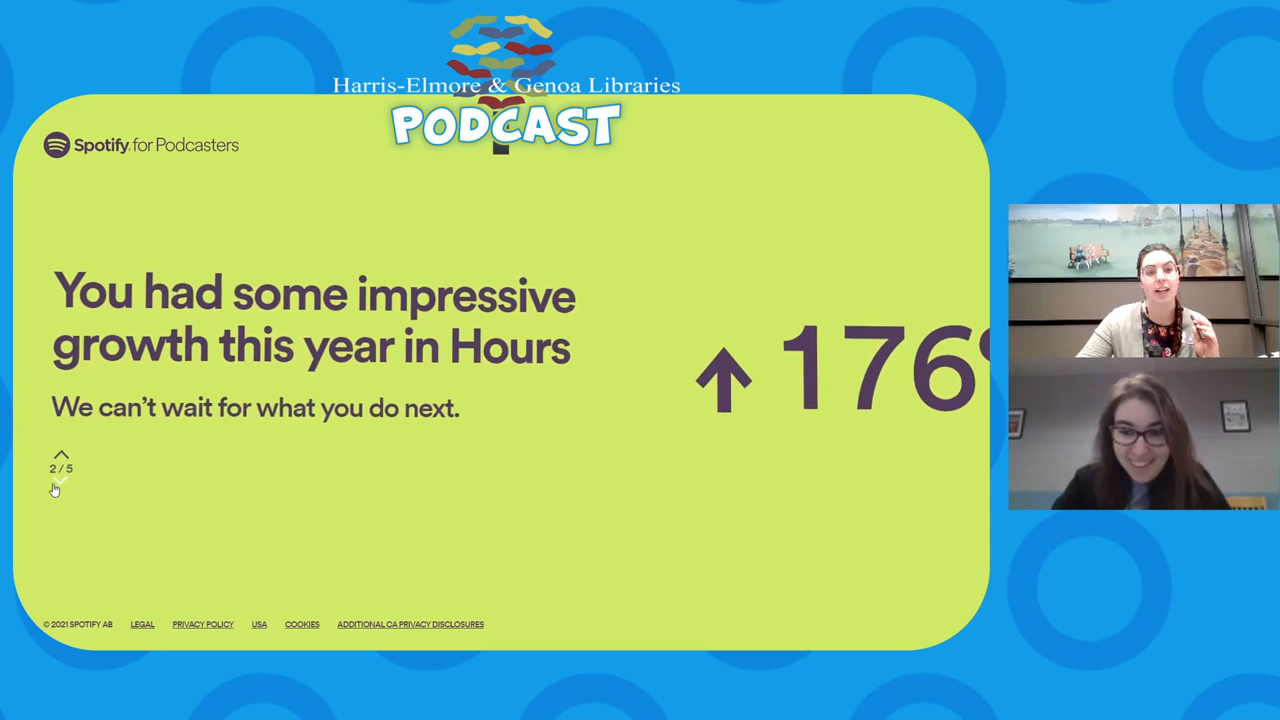 Harris-Elmore & Genoa Libraries
PODCAST
Spotify for Podcasters
You had some impressive
growth this year in Hours
We can't wait for what you do next.
2 / 5
176
© 2021 SPOTIFY AB LEGAL PRIVACY POLICY USA COOKIES ADDITIONAL CA PRIVACY DISCLOSURES